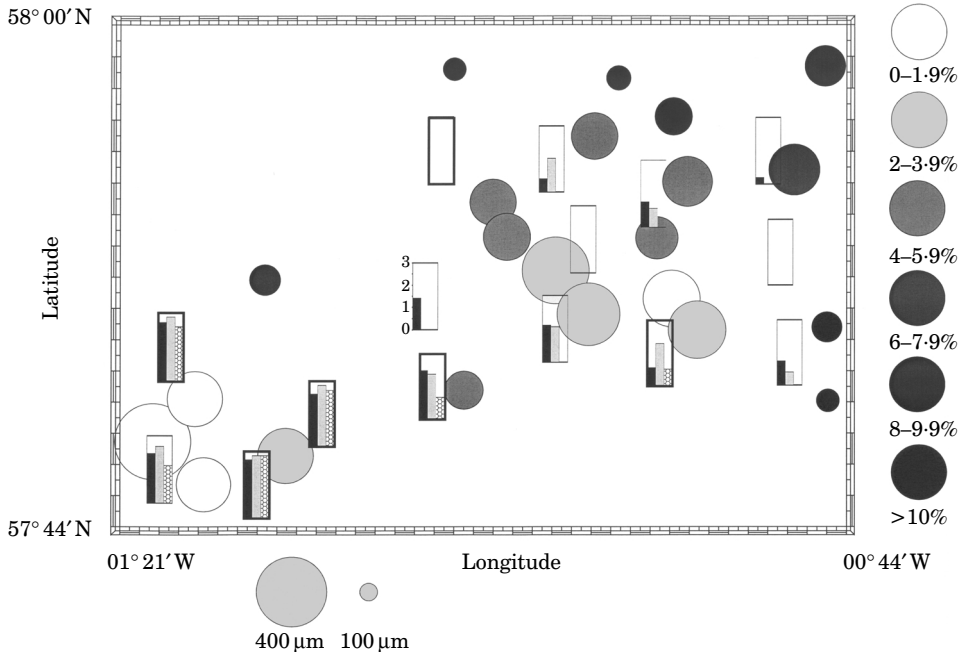 58° 00′ N
0–1·9%
2–3·9%
4–5·9%
Latitude
3
2
1
0
6–7·9%
8–9·9%
>10%
57° 44′ N
01° 21′ W
Longitude
00° 44′ W
400 μm
100 μm